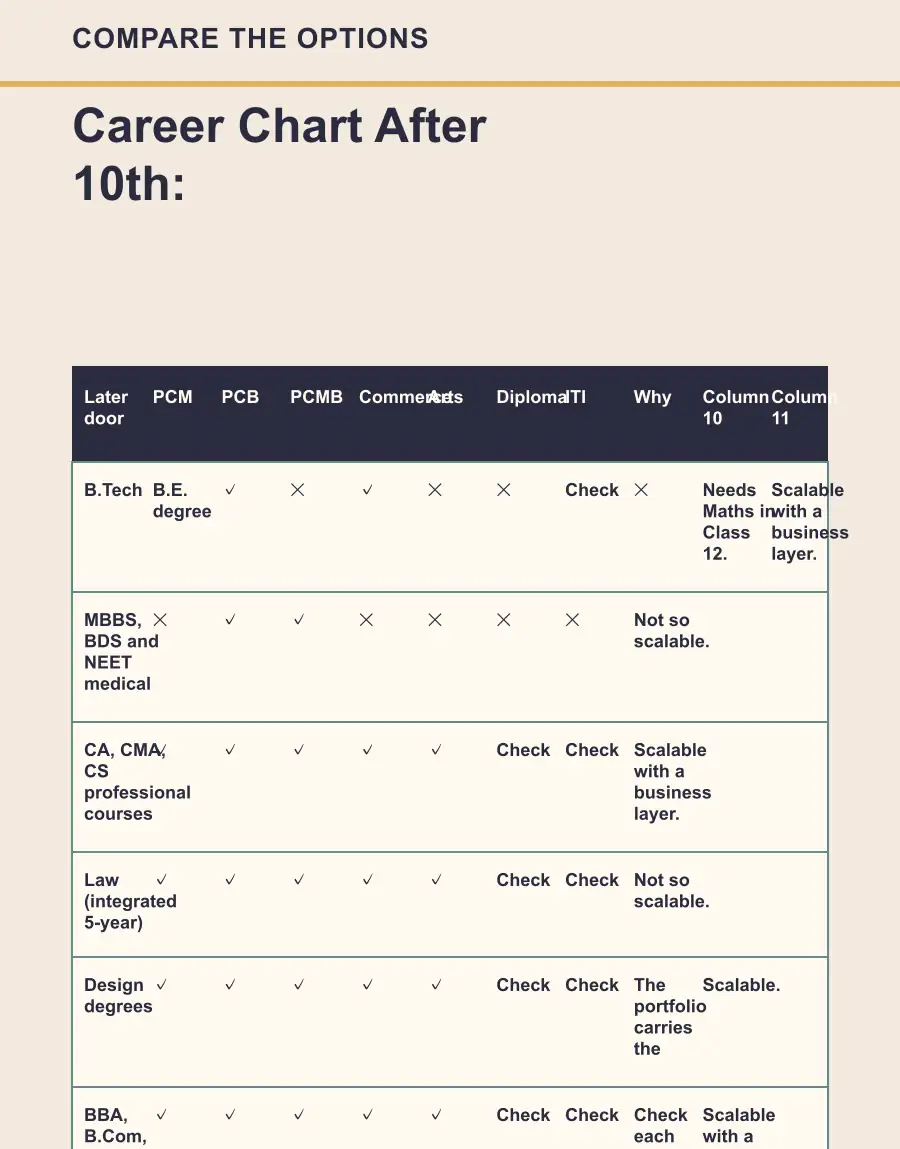 COMPARE THE OPTIONS
Career Chart After
10th:
Later door PCM PCB PCMB Commerce Arts Diploma ITI Why Column 10 Column 11
B.Tech B.E. degree ✓ × ✓ × × Check × Needs Maths in Class 12. Scalable with a business layer.
MBBS, BDS and NEET medical × ✓ ✓ × × × × Not so scalable.
CA, CMA, CS professional courses ✓ ✓ ✓ ✓ ✓ Check Check Scalable with a business layer.
Law (integrated 5-year) ✓ ✓ ✓ ✓ ✓ Check Check Not so scalable.
Design degrees ✓ ✓ ✓ ✓ ✓ Check Check The portfolio carries the Scalable.
BBA, B.Com, ✓ ✓ ✓ ✓ ✓ Check Check Check each Scalable with a